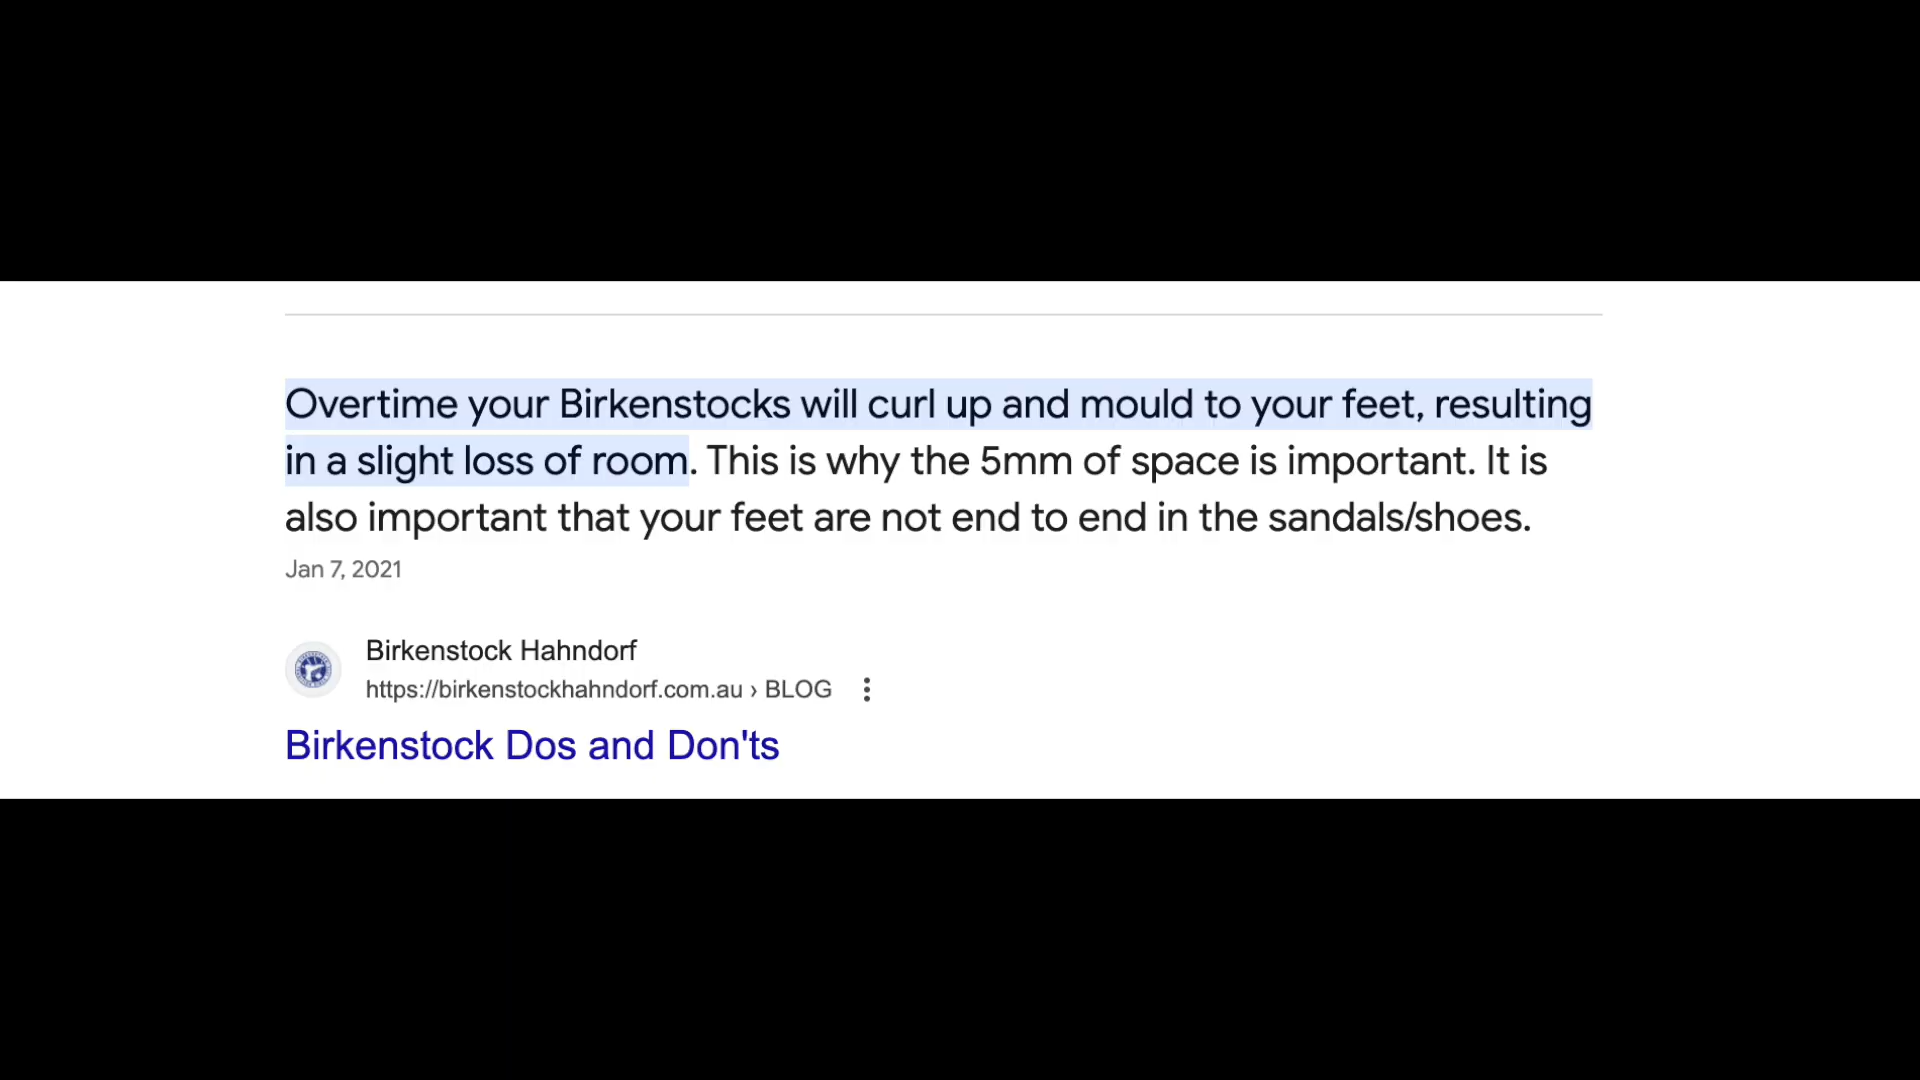 Overtime your Birkenstocks will curl up and mould to your feet, resulting
in a slight loss of room. This is why the 5mm of space is important. It is
also important that your feet are not end to end in the sandals/shoes.
Jan 7, 2021
Birkenstock Hahndorf
https://birkenstockhahndorf.com.au › BLOG
Birkenstock Dos and Don'ts